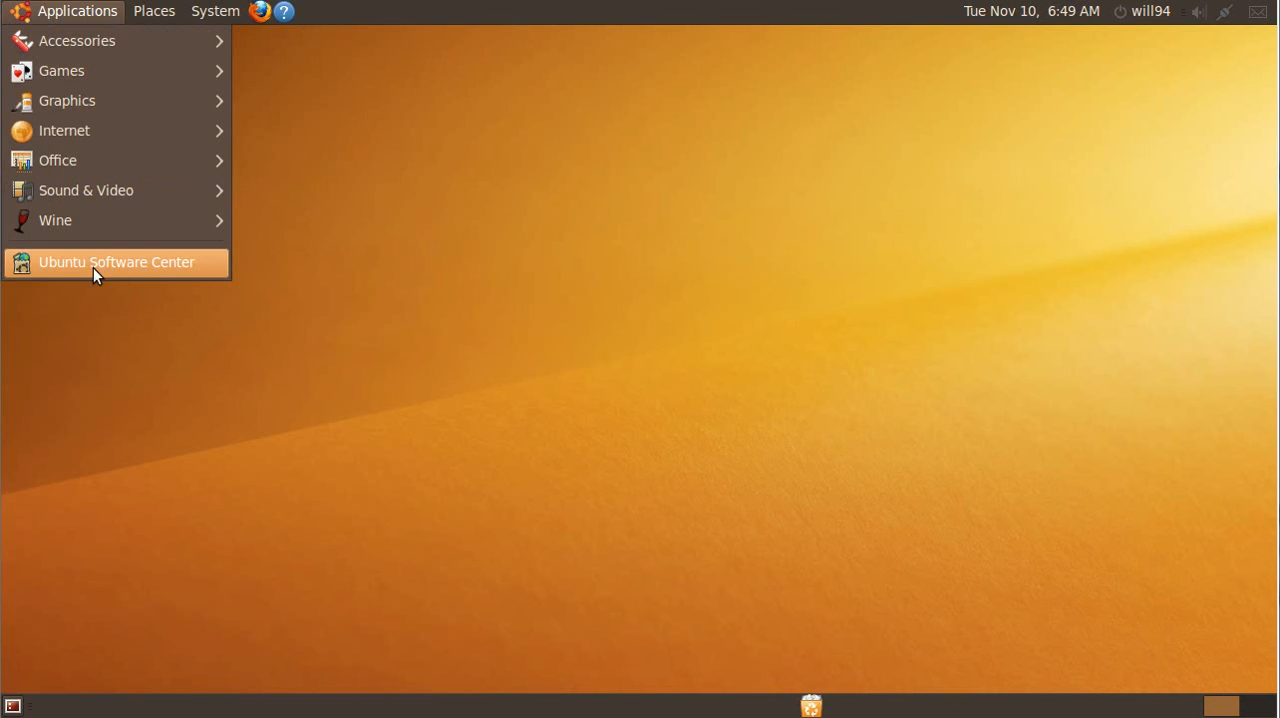 Applications Places System ? Tue Nov 10, 6:49 AM will94
Accessories
Games
Graphics
Internet
Office
Sound & Video
Wine
Ubuntu Software Center